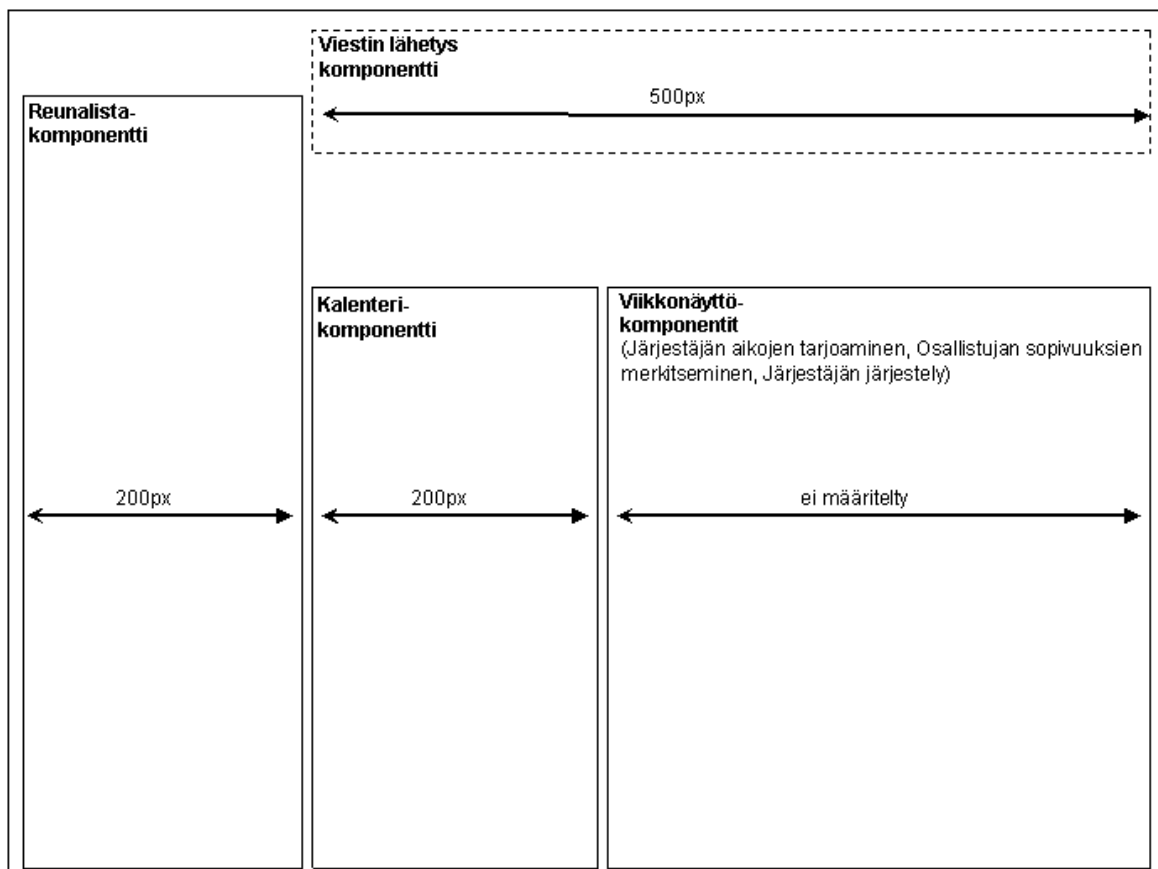 Viestin lähetys
komponentti
500px
Reunalista-
komponentti
Kalenteri-
komponentti
Viikkonäyttö-
komponentit
(Järjestäjän aikojen tarjoaminen, Osallistujan sopivuuksien
merkitseminen, Järjestäjän järjestely)
200px
200px
ei määritelty